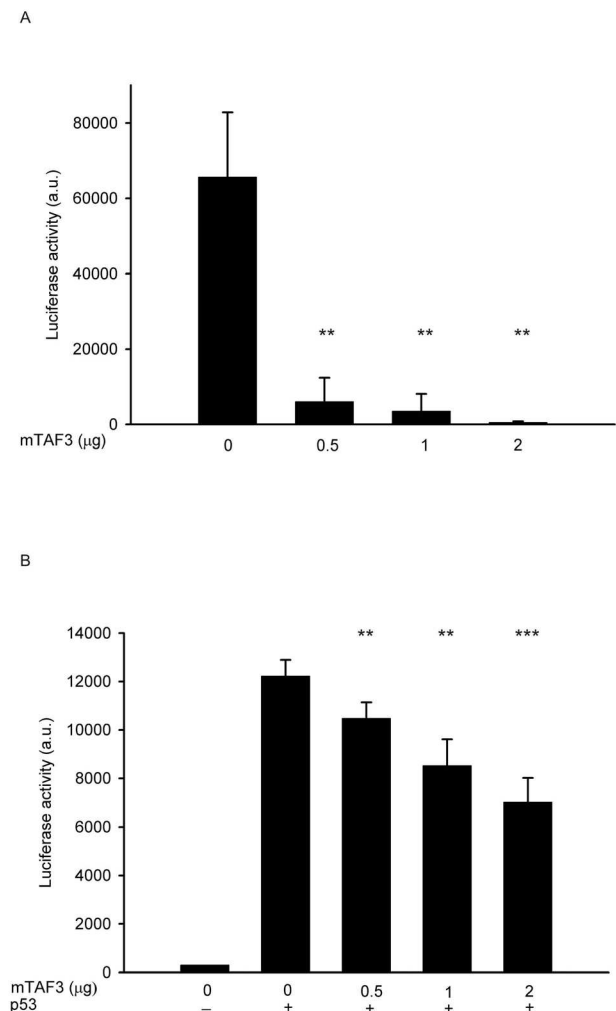 A
Luciferase activity (a.u.)
80000
60000
40000
20000
0
** ** **
mTAF3 (μg) 0 0.5 1 2
B
Luciferase activity (a.u.)
14000
12000
10000
8000
6000
4000
2000
0
** ** ***
mTAF3 (μg) 0 0 0.5 1 2
p53 – + + + +